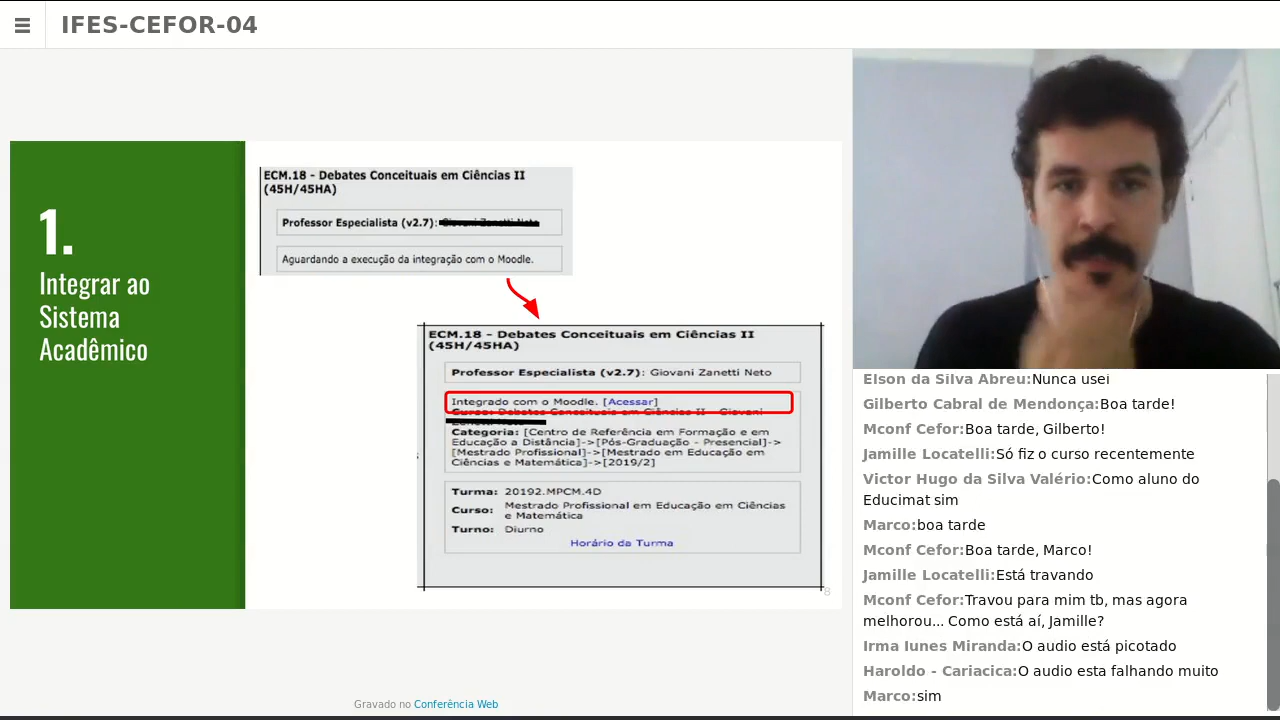 IFES-CEFOR-04
1.
Integrar ao
Sistema
Acadêmico
ECM.18 - Debates Conceituais em Ciências II
(45H/45HA)
Professor Especialista (v2.7):
Aguardando a execução da integração com o Moodle.
ECM.18 - Debates Conceituais em Ciências II
(45H/45HA)
Professor Especialista (v2.7): Giovani Zanetti Neto
Integrado com o Moodle. [Acessar]
Curso: Debates Conceituais em Ciências II - Giovani
Categoria: [Centro de Referência em Formação e em
Educação a Distância]->[Pós-Graduação - Presencial]->
[Mestrado Profissional]->[Mestrado em Educação em
Ciências e Matemática]->[2019/2]
Turma: 20192.MPCM.4D
Curso: Mestrado Profissional em Educação em Ciências
e Matemática
Turno: Diurno
Horário da Turma
8
Gravado no Conferência Web
Elson da Silva Abreu:Nunca usei
Gilberto Cabral de Mendonça:Boa tarde!
Mconf Cefor:Boa tarde, Gilberto!
Jamille Locatelli:Só fiz o curso recentemente
Victor Hugo da Silva Valério:Como aluno do
Educimat sim
Marco:boa tarde
Mconf Cefor:Boa tarde, Marco!
Jamille Locatelli:Está travando
Mconf Cefor:Travou para mim tb, mas agora
melhorou... Como está aí, Jamille?
Irma Iunes Miranda:O audio está picotado
Haroldo - Cariacica:O audio esta falhando muito
Marco:sim